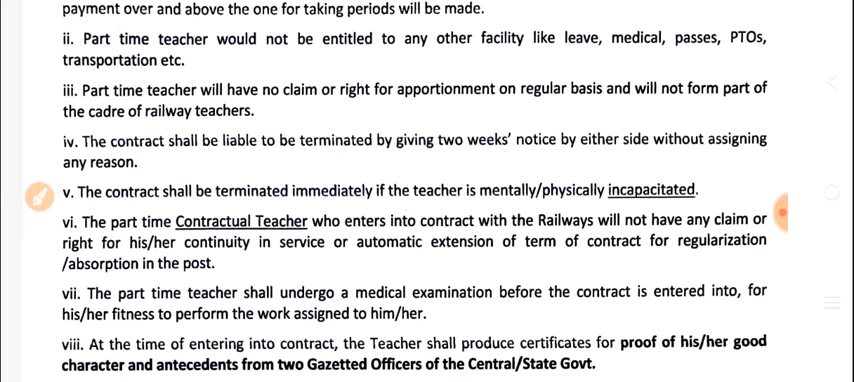 payment over and above the one for taking periods will be made.
ii. Part time teacher would not be entitled to any other facility like leave, medical, passes, PTOs,
transportation etc.
iii. Part time teacher will have no claim or right for apportionment on regular basis and will not form part of
the cadre of railway teachers.
iv. The contract shall be liable to be terminated by giving two weeks' notice by either side without assigning
any reason.
v. The contract shall be terminated immediately if the teacher is mentally/physically incapacitated.
vi. The part time Contractual Teacher who enters into contract with the Railways will not have any claim or
right for his/her continuity in service or automatic extension of term of contract for regularization
/absorption in the post.
vii. The part time teacher shall undergo a medical examination before the contract is entered into, for
his/her fitness to perform the work assigned to him/her.
viii. At the time of entering into contract, the Teacher shall produce certificates for proof of his/her good
character and antecedents from two Gazetted Officers of the Central/State Govt.